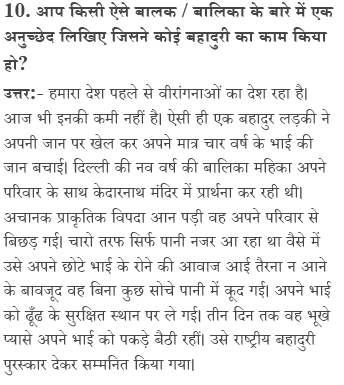 10. आप किसी ऐसे बालक / बालिका के बारे में एक
अनुच्छेद लिखिए जिसने कोई बहादुरी का काम किया
हो?
उत्तर:- हमारा देश पहले से वीरांगनाओं का देश रहा है।
आज भी इनकी कमी नहीं है। ऐसी ही एक बहादुर लड़की ने
अपनी जान पर खेल कर अपने मात्र चार वर्ष के भाई की
जान बचाई। दिल्ली की नव वर्ष की बालिका महिका अपने
परिवार के साथ केदारनाथ मंदिर में प्रार्थना कर रही थी।
अचानक प्राकृतिक विपदा आन पड़ी वह अपने परिवार से
बिछड़ गई। चारो तरफ सिर्फ पानी नजर आ रहा था वैसे में
उसे अपने छोटे भाई के रोने की आवाज आई तैरना न आने
के बावजूद वह बिना कुछ सोचे पानी में कूद गई। अपने भाई
को ढूँढ के सुरक्षित स्थान पर ले गई। तीन दिन तक वह भूखे
प्यासे अपने भाई को पकड़े बैठी रहीं। उसे राष्ट्रीय बहादुरी
पुरस्कार देकर सम्मनित किया गया।